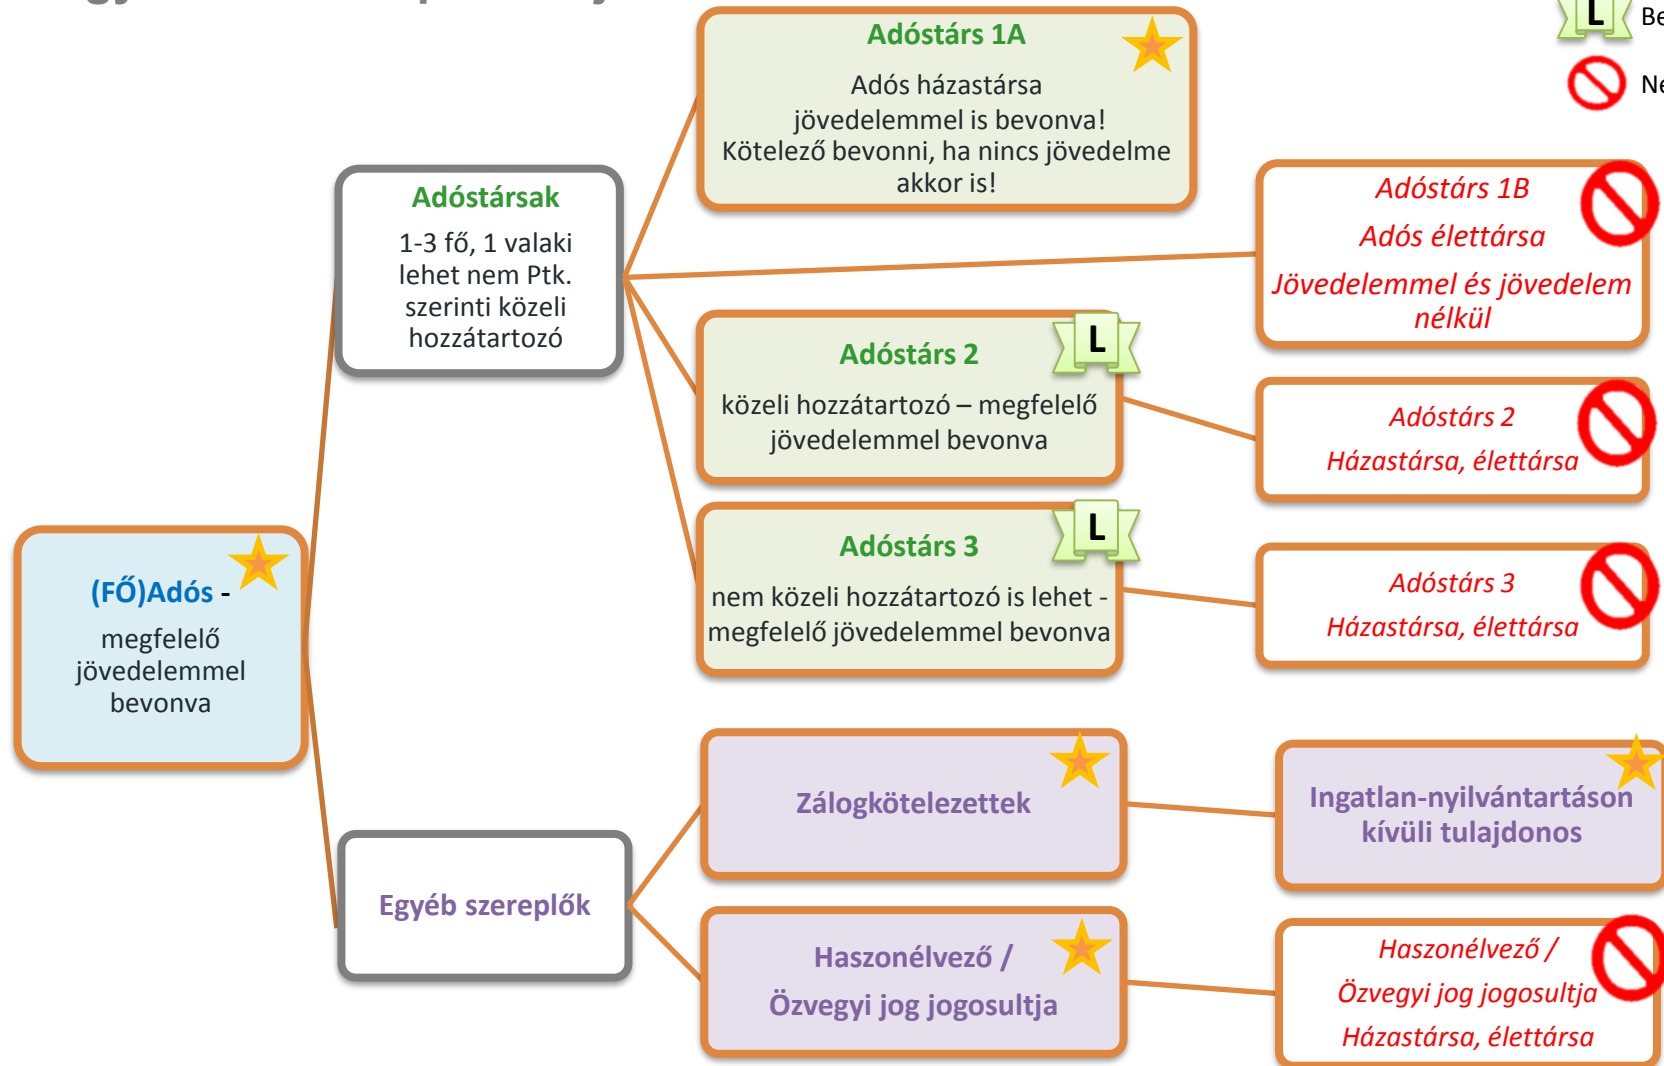 L
Adóstárs 1A
Adós házastársa
jövedelemmel is bevonva!
Kötelező bevonni, ha nincs jövedelme
akkor is!
Adóstársak
1-3 fő, 1 valaki
lehet nem Ptk.
szerinti közeli
hozzátartozó
Adóstárs 1B
Adós élettársa
Jövedelemmel és jövedelem
nélkül
Adóstárs 2
L
közeli hozzátartozó – megfelelő
jövedelemmel bevonva
Adóstárs 2
Házastársa, élettársa
Adóstárs 3
L
nem közeli hozzátartozó is lehet -
megfelelő jövedelemmel bevonva
Adóstárs 3
Házastársa, élettársa
(FŐ)Adós -
megfelelő
jövedelemmel
bevonva
Zálogkötelezettek
Ingatlan-nyilvántartáson
kívüli tulajdonos
Egyéb szereplők
Haszonélvező /
Özvegyi jog jogosultja
Haszonélvező /
Özvegyi jog jogosultja
Házastársa, élettársa